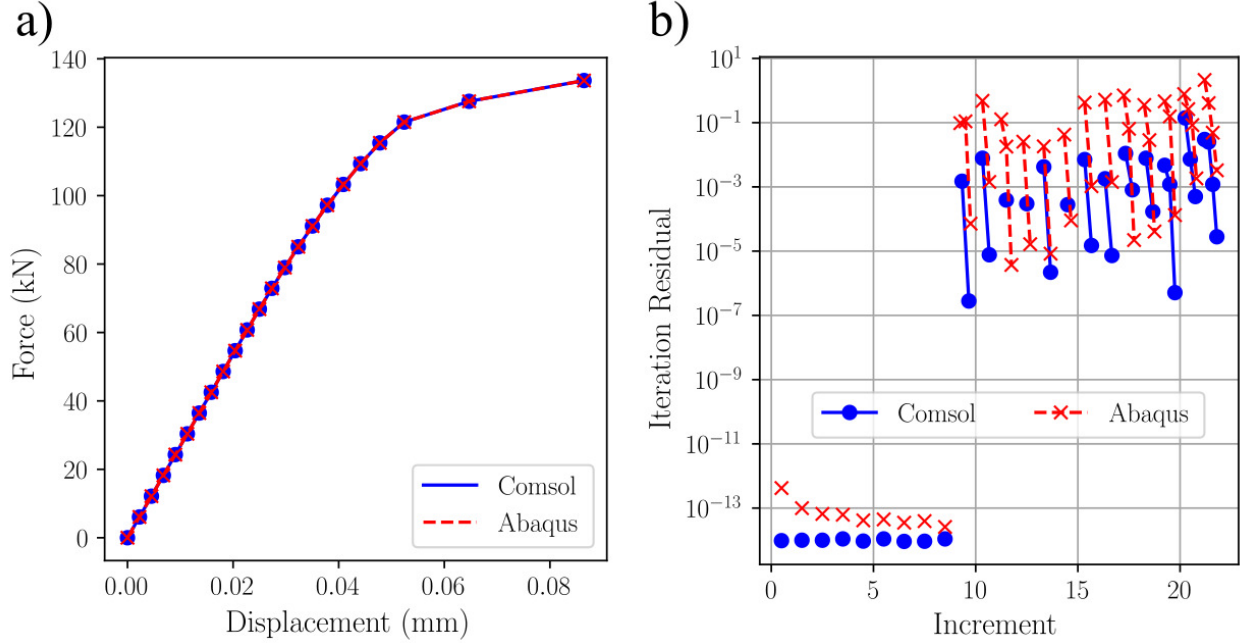 a)
140
120
100
80
60
40
20
0
Force (kN)
0.00 0.02 0.04 0.06 0.08
Displacement (mm)
Comsol
Abaqus
b)
10^1
10^−1
10^−3
10^−5
10^−7
10^−9
10^−11
10^−13
Iteration Residual
0 5 10 15 20
Increment
Comsol Abaqus